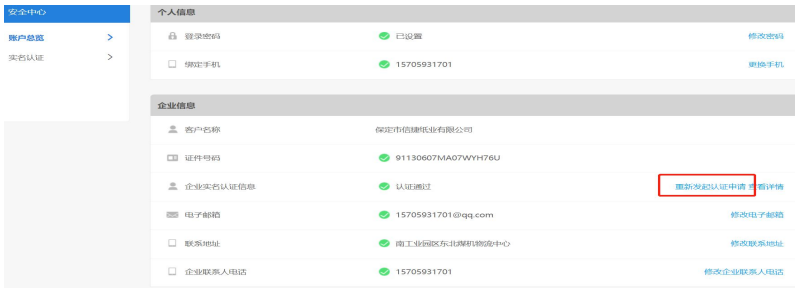 安全中心
账户总览 >
实名认证 >
个人信息
登录密码 已设置 修改密码
绑定手机 15705931701 更换手机
企业信息
客户名称 保定市信赓纸业有限公司
证件号码 91130607MA07WYH76U
企业实名认证信息 认证通过 重新发起认证申请 查看详情
电子邮箱 15705931701@qq.com 修改电子邮箱
联系地址 南工业园区东北煤机物流中心 修改联系地址
企业联系人电话 15705931701 修改企业联系人电话